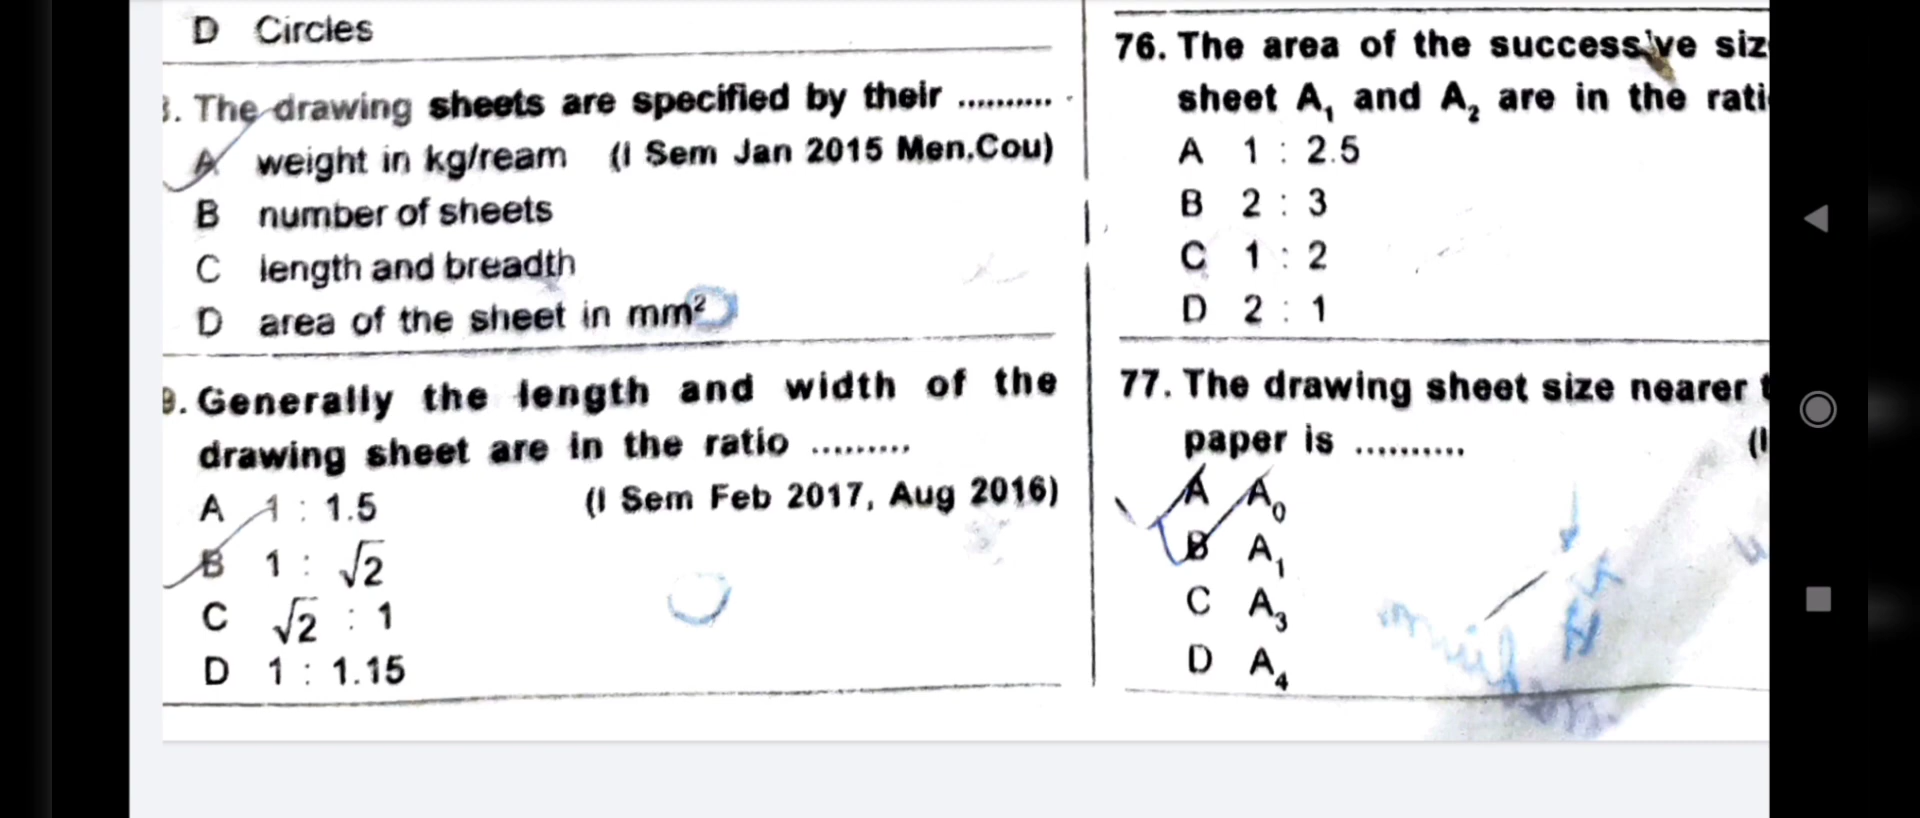 D Circles
. The drawing sheets are specified by their ..........
A weight in kg/ream (I Sem Jan 2015 Men.Cou)
B number of sheets
C length and breadth
D area of the sheet in mm²
9. Generally the length and width of the
drawing sheet are in the ratio .........
A 1 : 1.5 (I Sem Feb 2017, Aug 2016)
B 1 : √2
C √2 : 1
D 1 : 1.15
76. The area of the successive siz
sheet A₁ and A₂ are in the rati
A 1 : 2.5
B 2 : 3
C 1 : 2
D 2 : 1
77. The drawing sheet size nearer t
paper is .......... (I
A A₀
B A₁
C A₃
D A₄